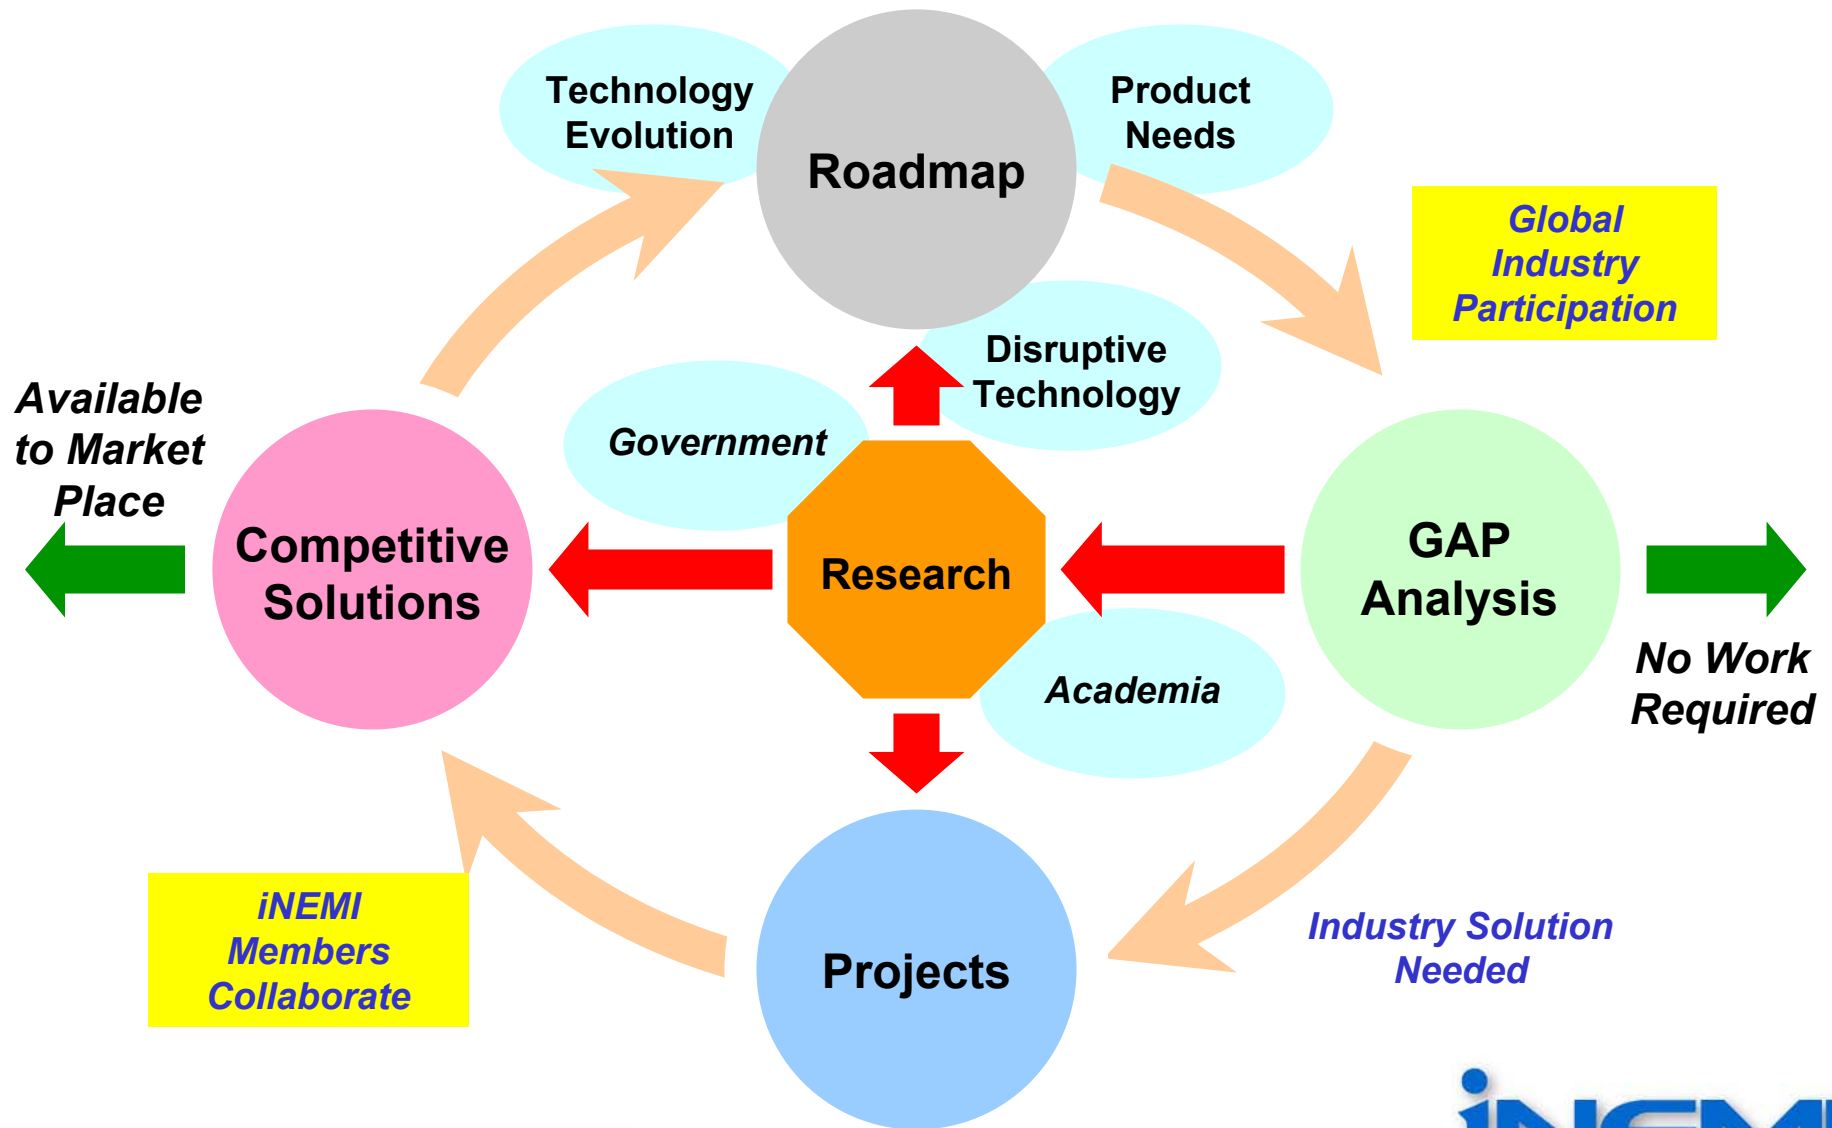 Technology
Evolution
Product
Needs
Roadmap
Global
Industry
Participation
Disruptive
Technology
Available
to Market
Place
Government
Competitive
Solutions
Research
GAP
Analysis
No Work
Required
Academia
iNEMI
Members
Collaborate
Projects
Industry Solution
Needed
iNEMI